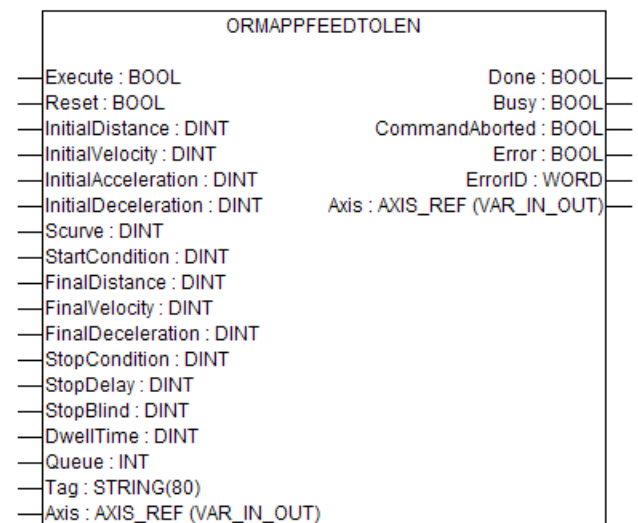 ORMAPPFEEDTOLEN
Execute : BOOL Done : BOOL
Reset : BOOL Busy : BOOL
InitialDistance : DINT CommandAborted : BOOL
InitialVelocity : DINT Error : BOOL
InitialAcceleration : DINT ErrorID : WORD
InitialDeceleration : DINT Axis : AXIS_REF (VAR_IN_OUT)
Scurve : DINT
StartCondition : DINT
FinalDistance : DINT
FinalVelocity : DINT
FinalDeceleration : DINT
StopCondition : DINT
StopDelay : DINT
StopBlind : DINT
DwellTime : DINT
Queue : INT
Tag : STRING(80)
Axis : AXIS_REF (VAR_IN_OUT)